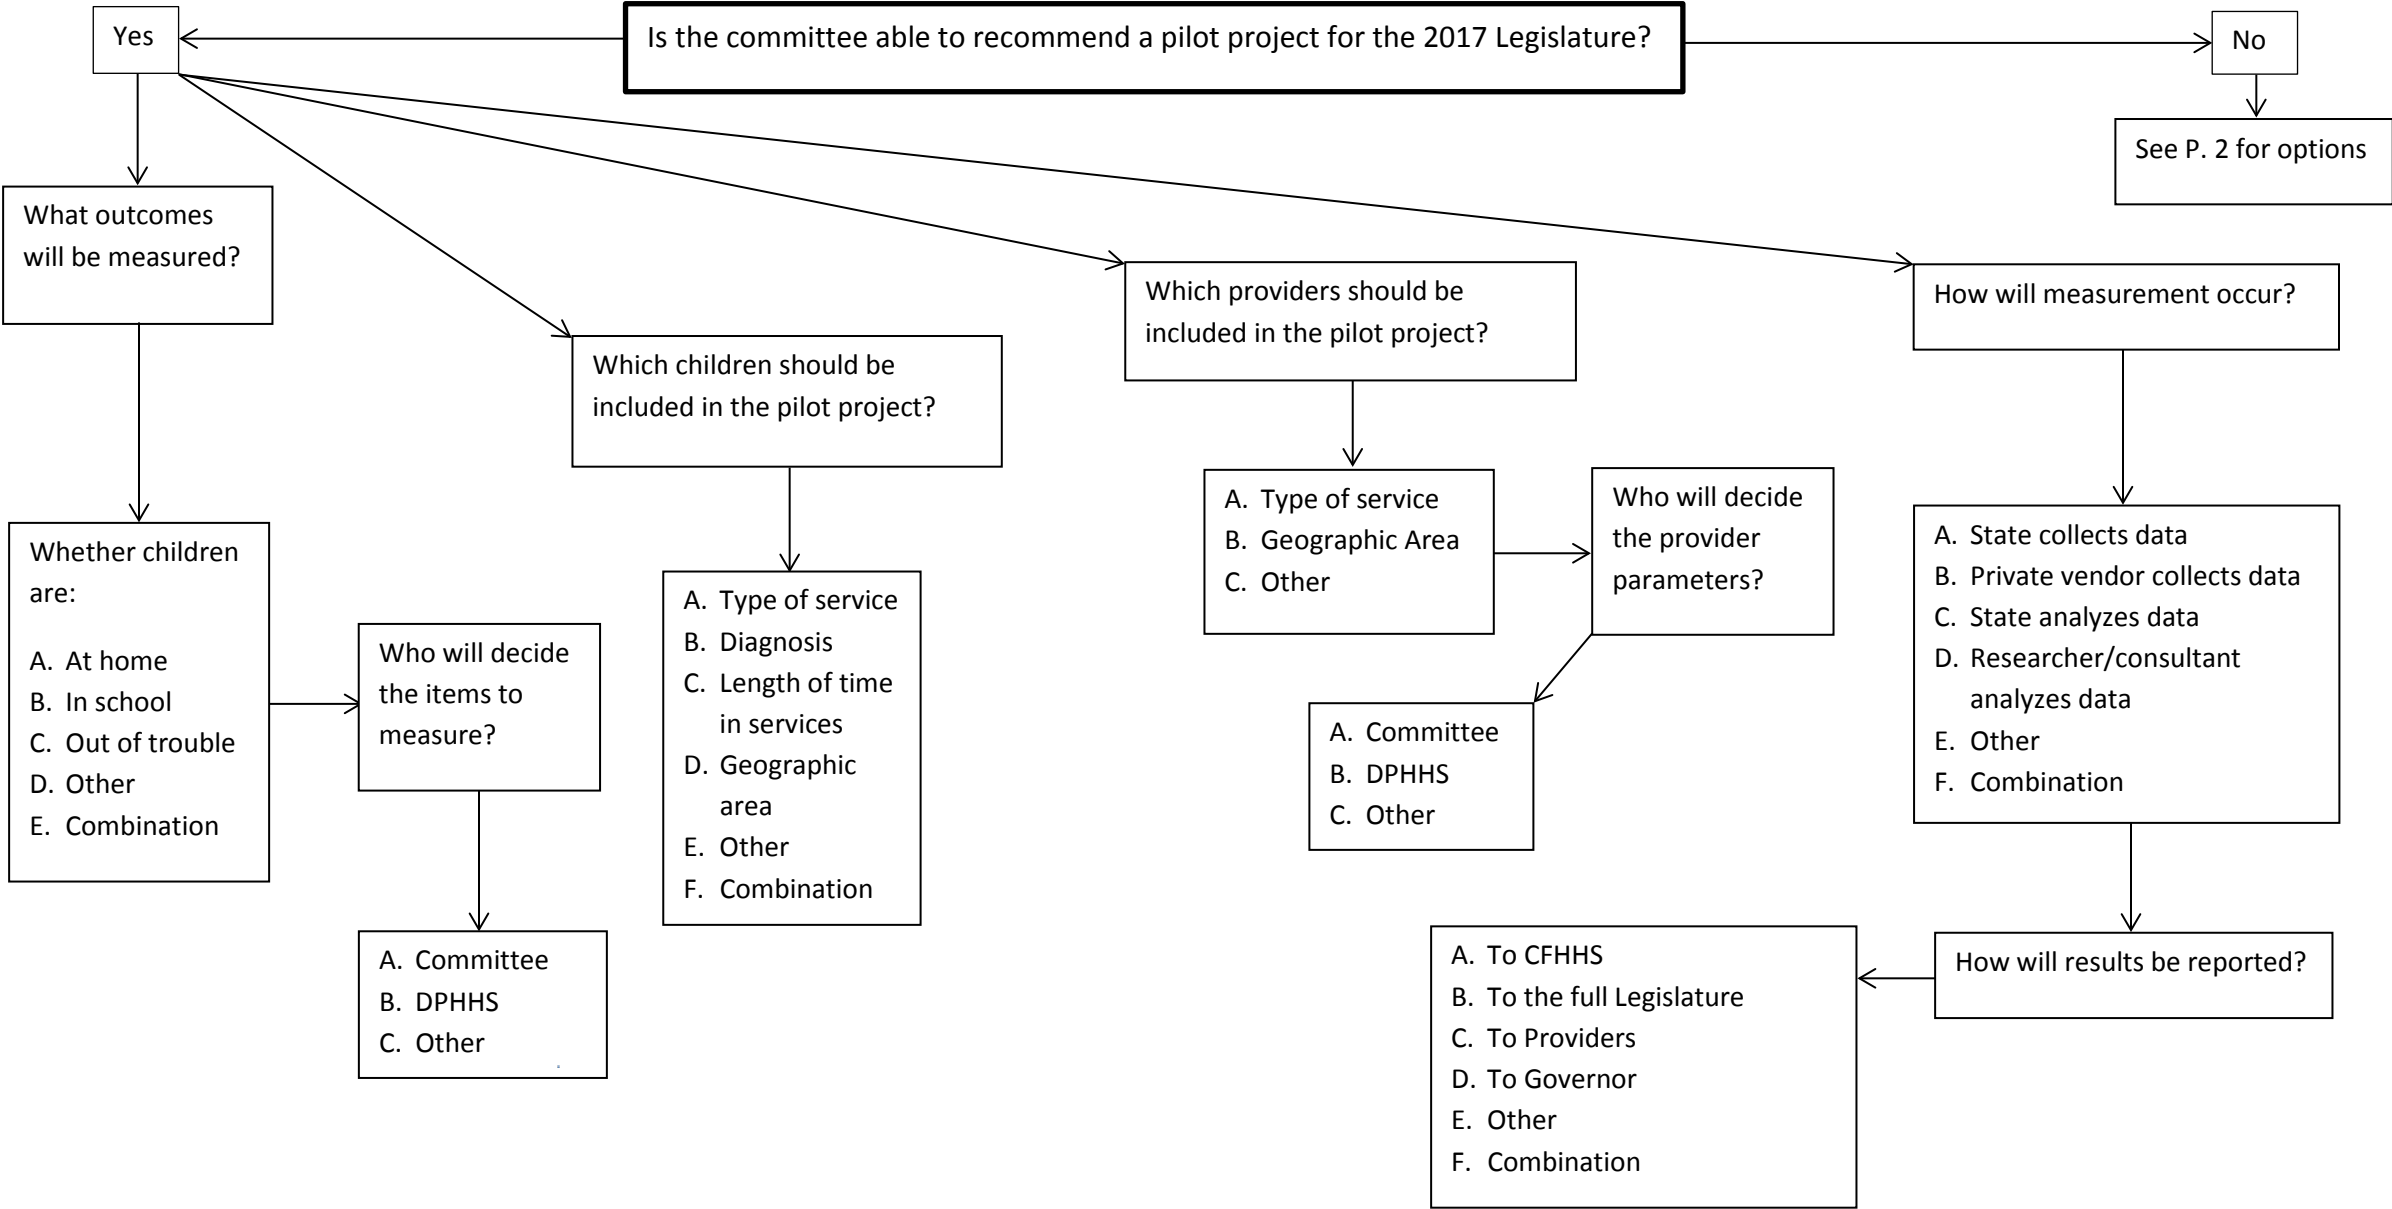 Yes
Is the committee able to recommend a pilot project for the 2017 Legislature?
No
See P. 2 for options
What outcomes
will be measured?
Whether children
are:
A. At home
B. In school
C. Out of trouble
D. Other
E. Combination
Who will decide
the items to
measure?
A. Committee
B. DPHHS
C. Other
Which children should be
included in the pilot project?
A. Type of service
B. Diagnosis
C. Length of time
in services
D. Geographic
area
E. Other
F. Combination
Which providers should be
included in the pilot project?
A. Type of service
B. Geographic Area
C. Other
Who will decide
the provider
parameters?
A. Committee
B. DPHHS
C. Other
How will measurement occur?
A. State collects data
B. Private vendor collects data
C. State analyzes data
D. Researcher/consultant
analyzes data
E. Other
F. Combination
How will results be reported?
A. To CFHHS
B. To the full Legislature
C. To Providers
D. To Governor
E. Other
F. Combination